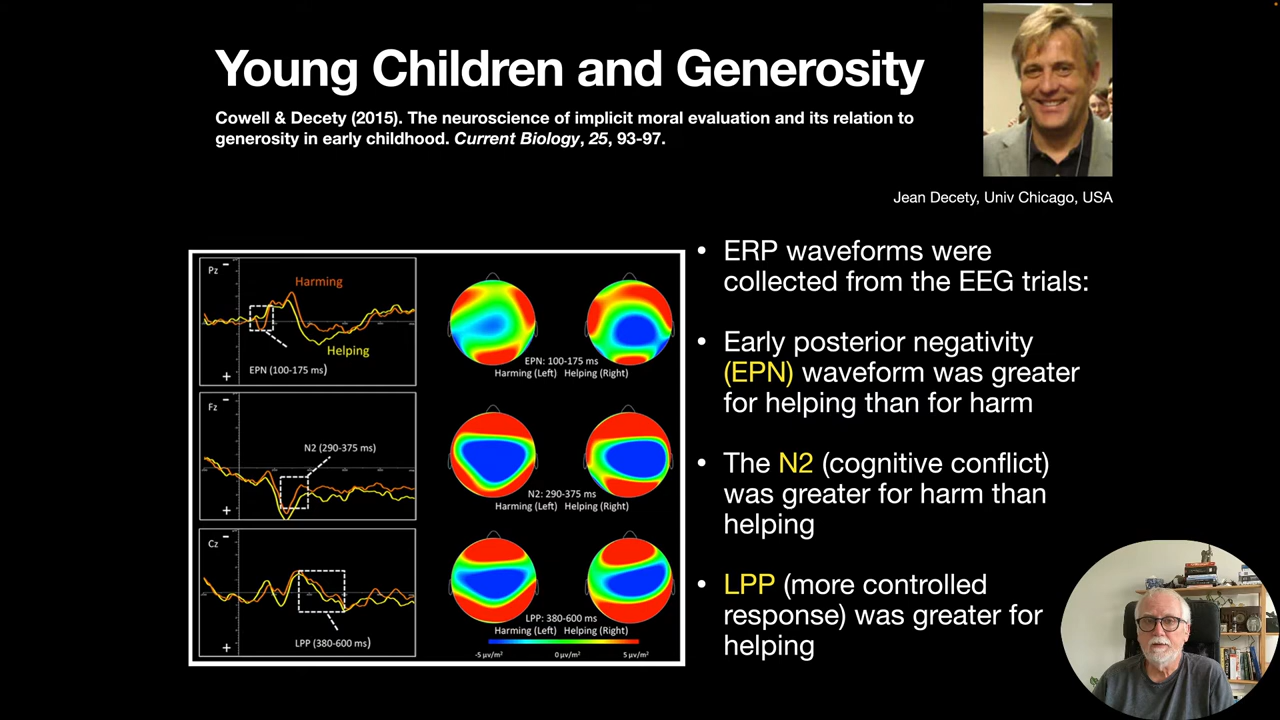 Young Children and Generosity
Cowell & Decety (2015). The neuroscience of implicit moral evaluation and its relation to
generosity in early childhood. Current Biology, 25, 93-97.
Jean Decety, Univ Chicago, USA
Pz
−
Harming
Helping
EPN (100-175 ms)
+
EPN: 100-175 ms
Harming (Left) Helping (Right)
Fz
−
N2 (290-375 ms)
+
N2: 290-375 ms
Harming (Left) Helping (Right)
Cz
−
LPP (380-600 ms)
+
LPP: 380-600 ms
Harming (Left) Helping (Right)
-5 µv/m² 0 µv/m² 5 µv/m²
• ERP waveforms were
collected from the EEG trials:
• Early posterior negativity
(EPN) waveform was greater
for helping than for harm
• The N2 (cognitive conflict)
was greater for harm than
helping
• LPP (more controlled
response) was greater for
helping